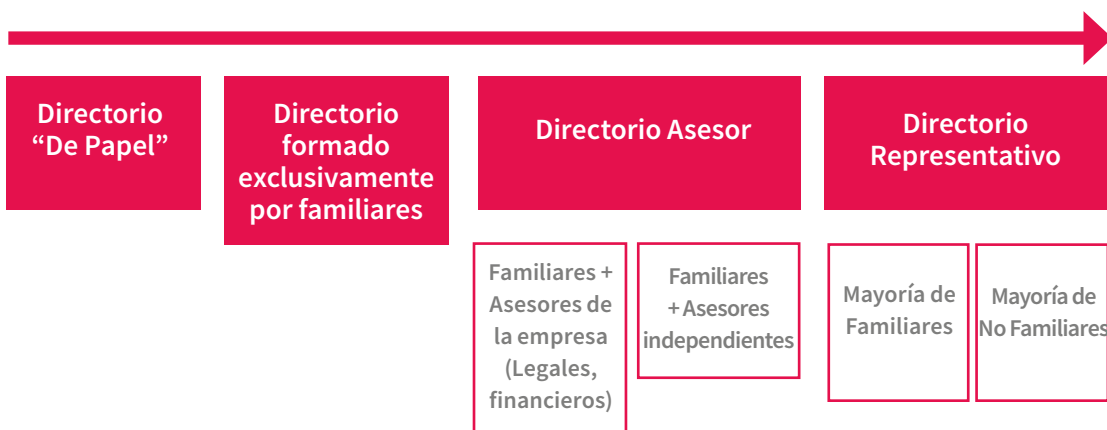 Directorio
“De Papel”
Directorio
formado
exclusivamente
por familiares
Directorio Asesor
Directorio
Representativo
Familiares +
Asesores de
la empresa
(Legales,
financieros)
Familiares
+ Asesores
independientes
Mayoría de
Familiares
Mayoría de
No Familiares